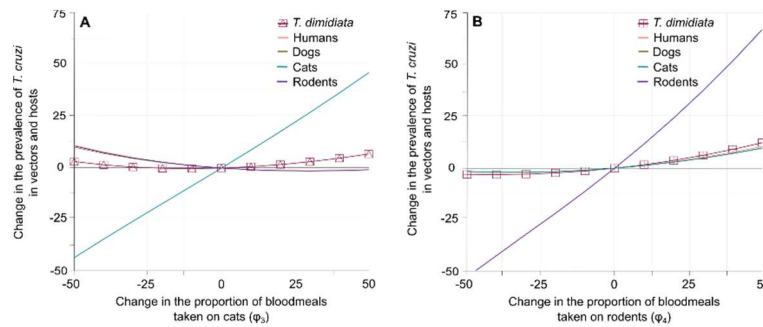 A
Change in the prevalence of T. cruzi
in vectors and hosts
75
50
25
0
-25
-50
T. dimidiata
Humans
Dogs
Cats
Rodents
-50
-25
0
25
50
Change in the proportion of bloodmeals
taken on cats (φ₃)
B
Change in the prevalence of T. cruzi
in vectors and hosts
75
50
25
0
-25
-50
T. dimidiata
Humans
Dogs
Cats
Rodents
-50
-25
0
25
50
Change in the proportion of bloodmeals
taken on rodents (φ₄)